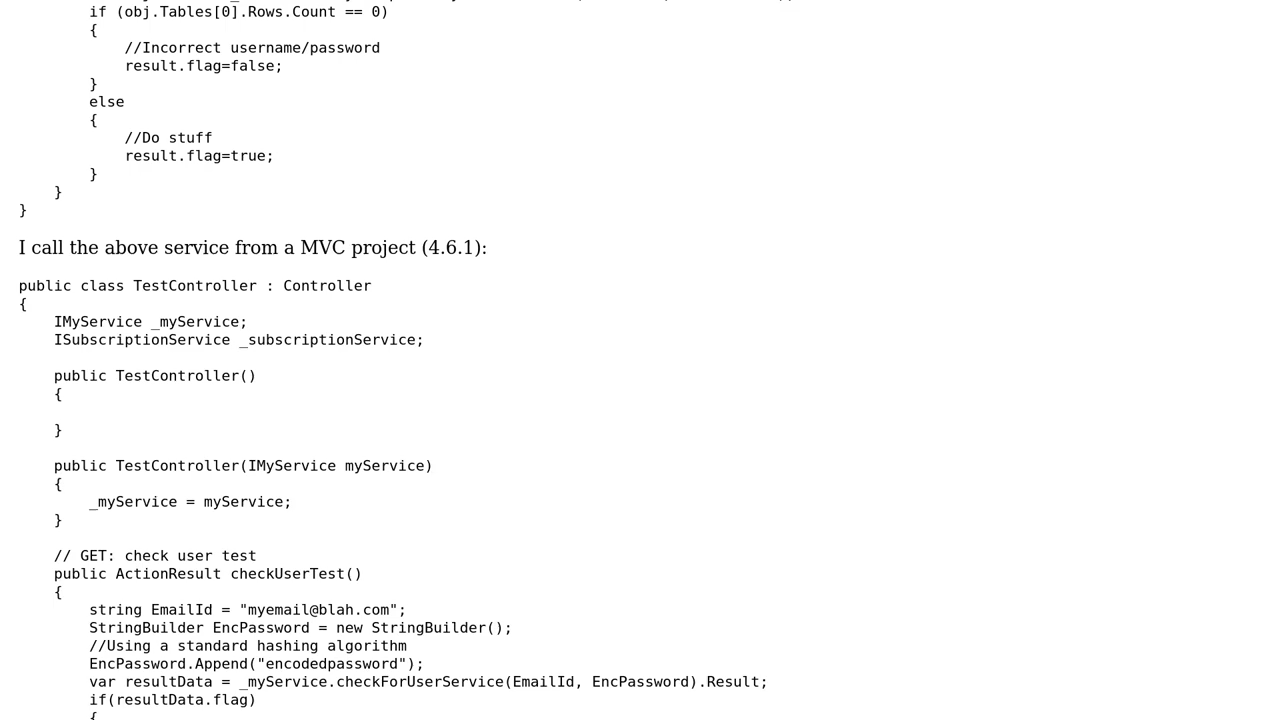 if (obj.Tables[0].Rows.Count == 0)
{
//Incorrect username/password
result.flag=false;
}
else
{
//Do stuff
result.flag=true;
}
}
}
I call the above service from a MVC project (4.6.1):
public class TestController : Controller
{
IMyService _myService;
ISubscriptionService _subscriptionService;
public TestController()
{
}
public TestController(IMyService myService)
{
_myService = myService;
}
// GET: check user test
public ActionResult checkUserTest()
{
string EmailId = "myemail@blah.com";
StringBuilder EncPassword = new StringBuilder();
//Using a standard hashing algorithm
EncPassword.Append("encodedpassword");
var resultData = _myService.checkForUserService(EmailId, EncPassword).Result;
if(resultData.flag)
{